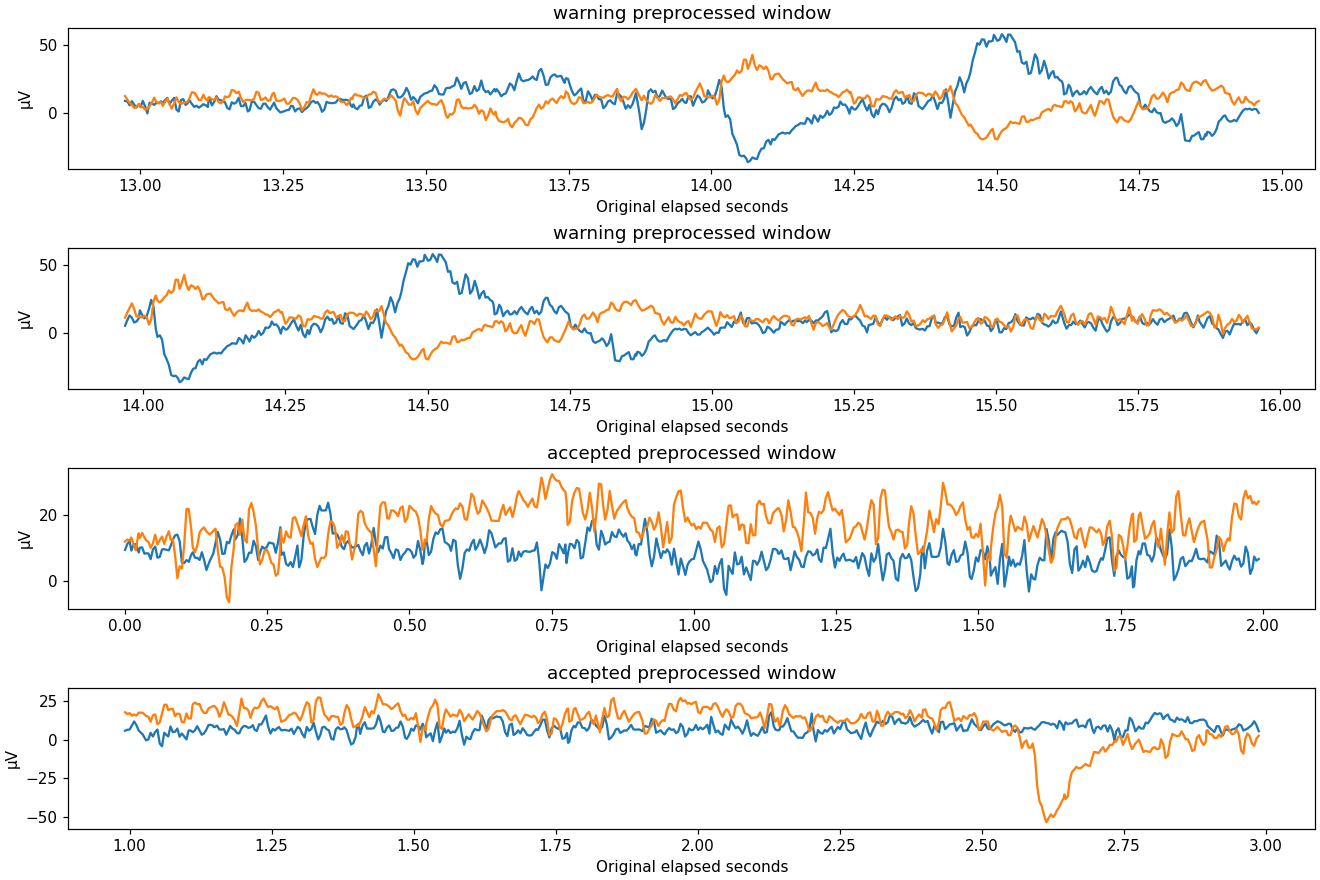 warning preprocessed window
50
0
µV
13.00 13.25 13.50 13.75 14.00 14.25 14.50 14.75 15.00
Original elapsed seconds
warning preprocessed window
50
0
µV
14.00 14.25 14.50 14.75 15.00 15.25 15.50 15.75 16.00
Original elapsed seconds
accepted preprocessed window
20
0
µV
0.00 0.25 0.50 0.75 1.00 1.25 1.50 1.75 2.00
Original elapsed seconds
accepted preprocessed window
25
0
−25
−50
µV
1.00 1.25 1.50 1.75 2.00 2.25 2.50 2.75 3.00
Original elapsed seconds